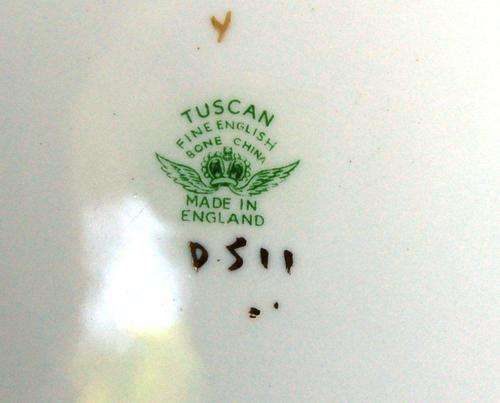 Y
TUSCAN
FINE ENGLISH
BONE CHINA
MADE IN
ENGLAND
D511